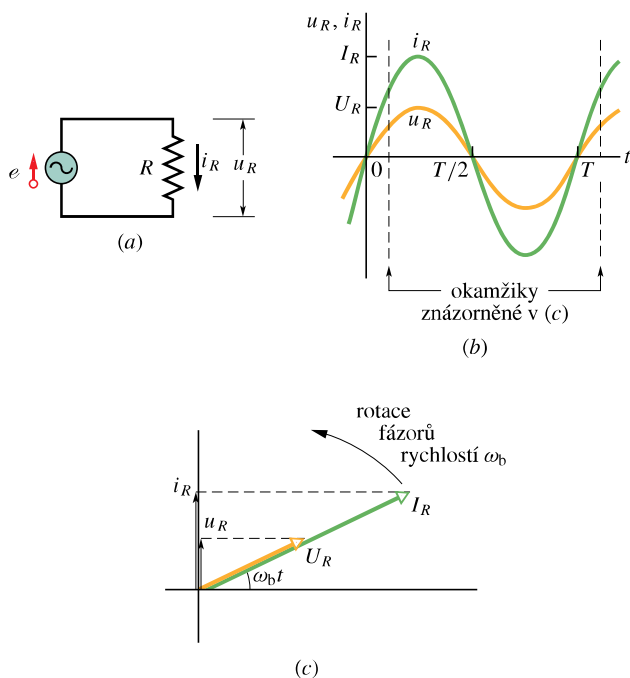 e
R
i_R
u_R
(a)
u_R, i_R
I_R
U_R
i_R
u_R
0
T/2
T
t
okamžiky
znázorněné v (c)
(b)
rotace
fázorů
rychlostí ω_b
i_R
u_R
I_R
U_R
ω_b t
(c)